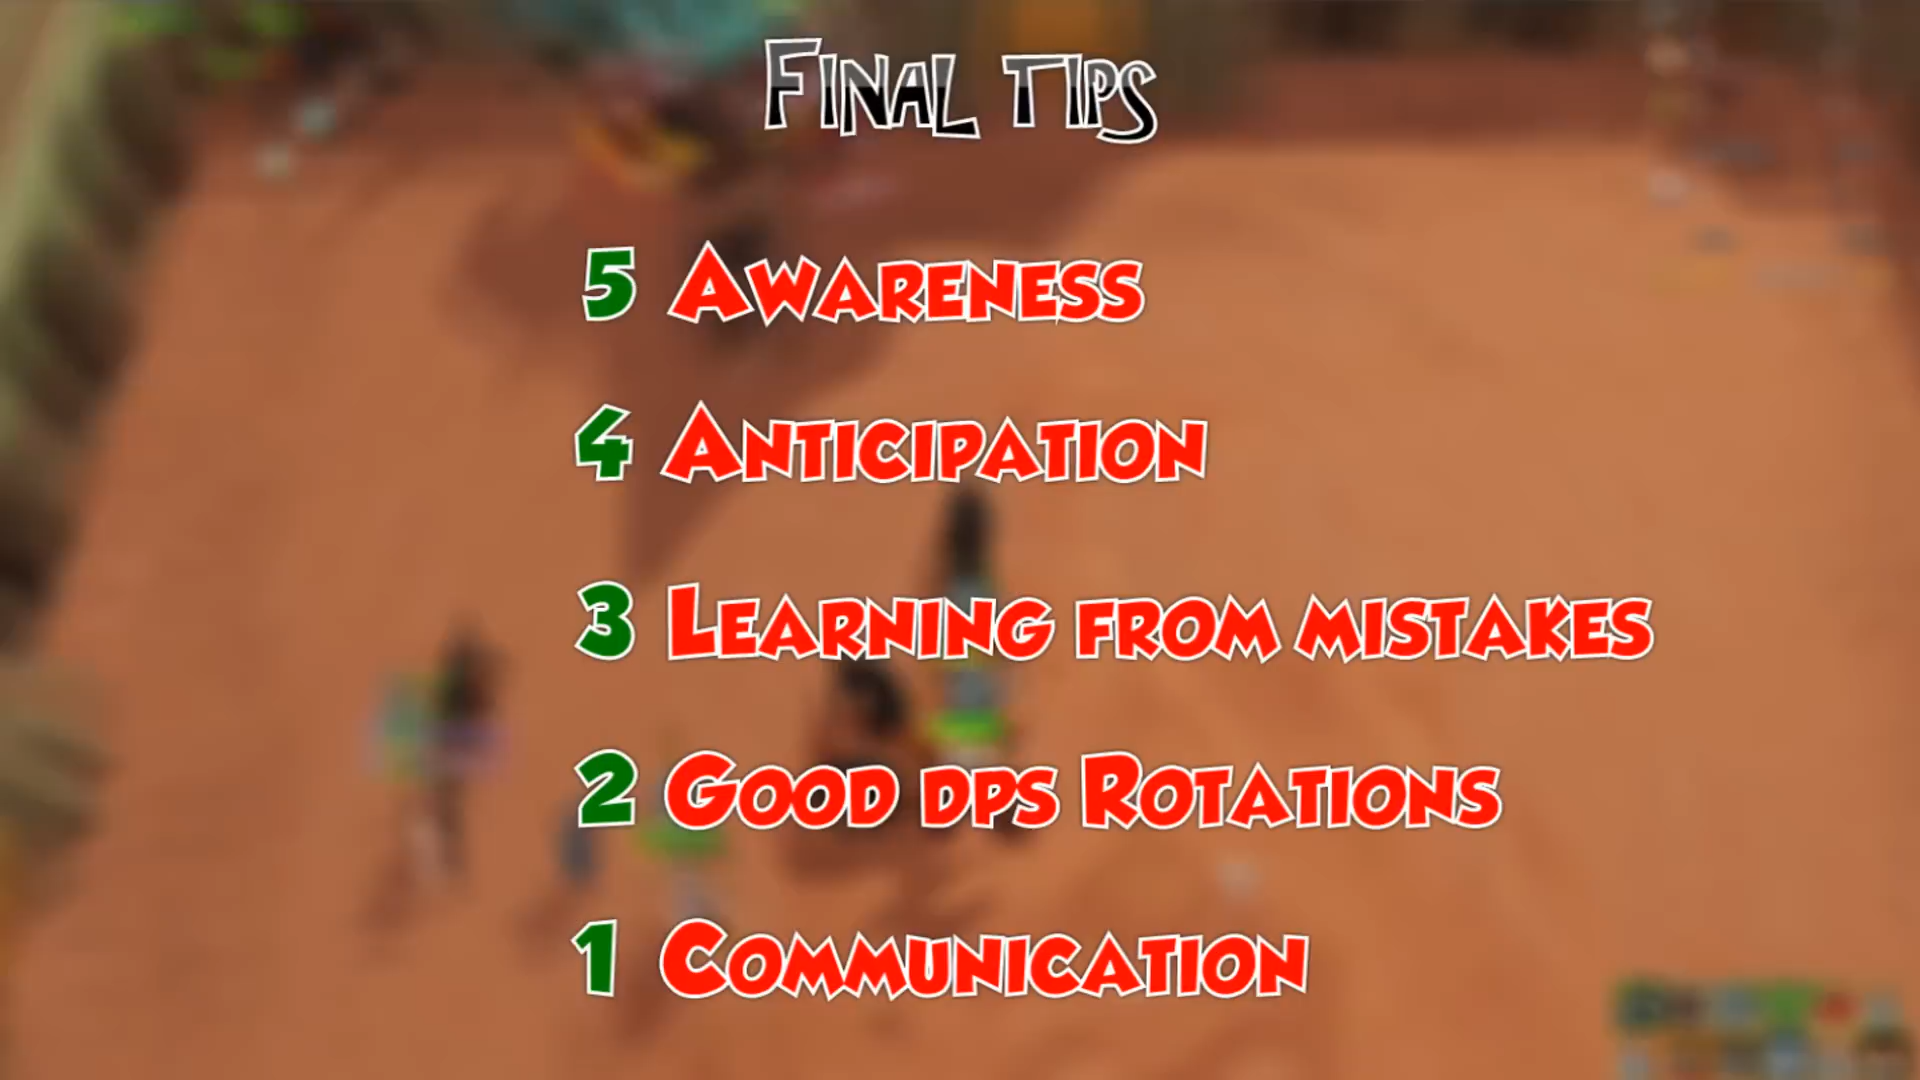 Final tips
5 Awareness
4 Anticipation
3 Learning from mistakes
2 Good dps Rotations
1 Communication